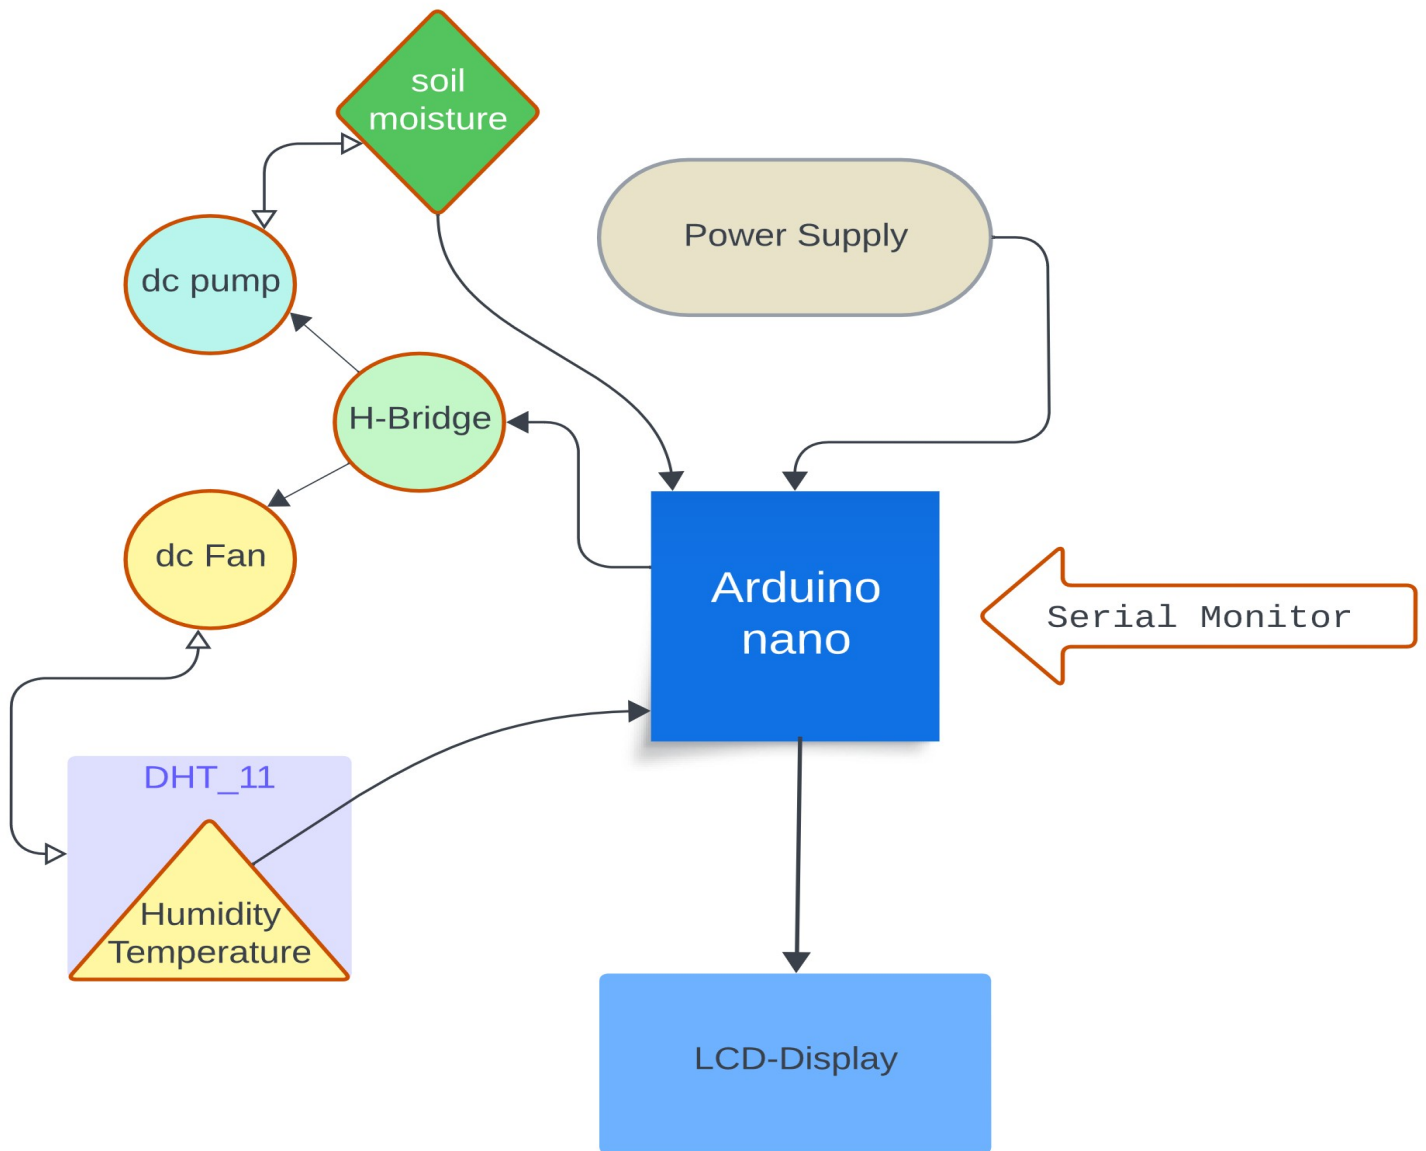 soil
moisture
Power Supply
dc pump
H-Bridge
dc Fan
Arduino
nano
Serial Monitor
DHT_11
Humidity
Temperature
LCD-Display